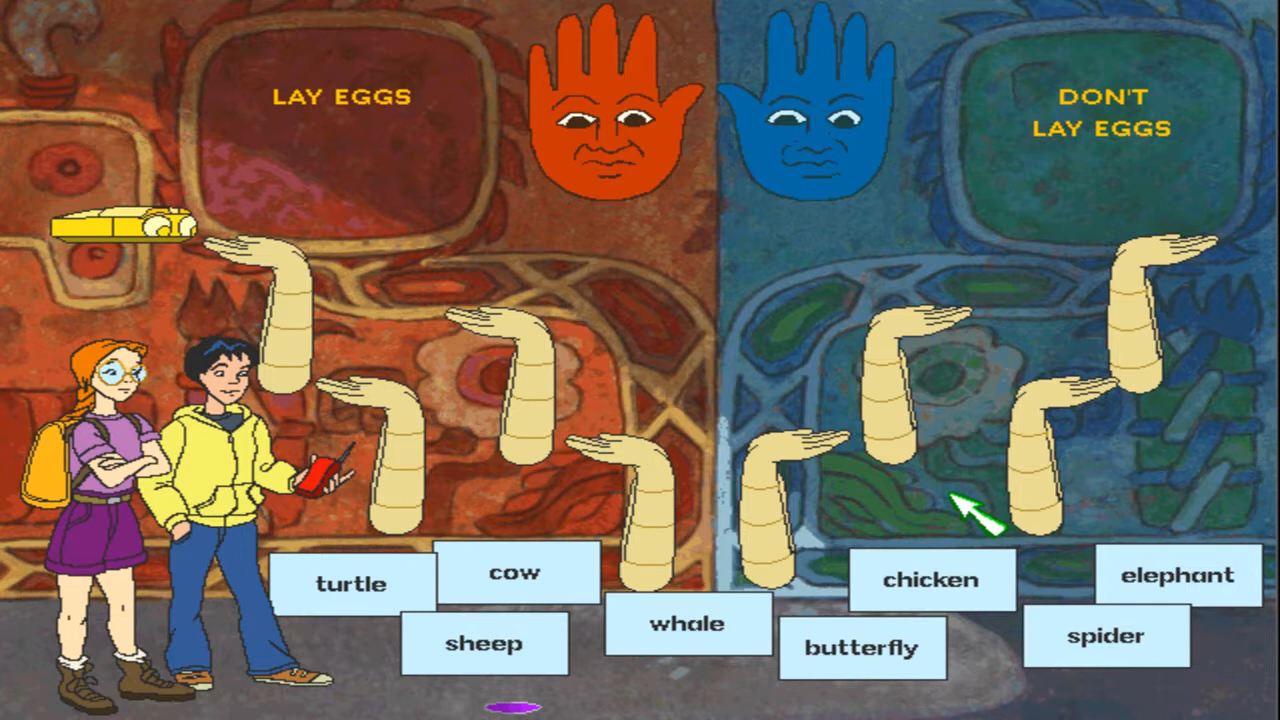 LAY EGGS
DON'T
LAY EGGS
turtle
cow
chicken
elephant
sheep
whale
butterfly
spider